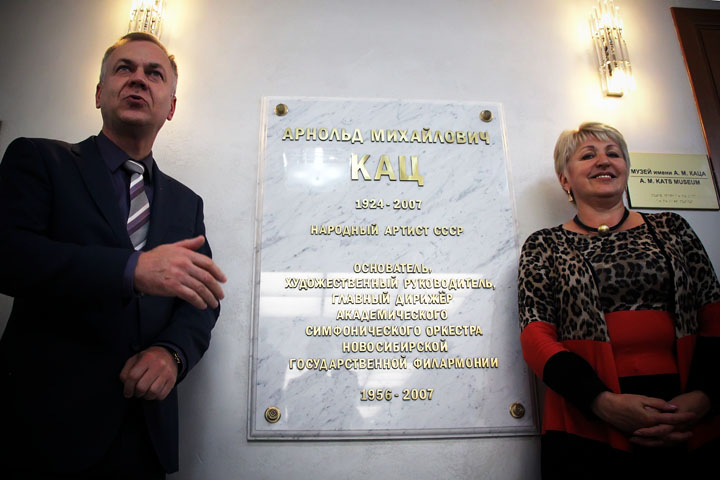 АРНОЛЬД МИХАЙЛОВИЧ
КАЦ
1924-2007
НАРОДНЫЙ АРТИСТ СССР
ОСНОВАТЕЛЬ,
ХУДОЖЕСТВЕННЫЙ РУКОВОДИТЕЛЬ,
ГЛАВНЫЙ ДИРИЖЁР
АКАДЕМИЧЕСКОГО
СИМФОНИЧЕСКОГО ОРКЕСТРА
НОВОСИБИРСКОЙ
ГОСУДАРСТВЕННОЙ ФИЛАРМОНИИ
1956-2007
МУЗЕЙ имени А. М. КАЦА
A. M. KATS MUSEUM